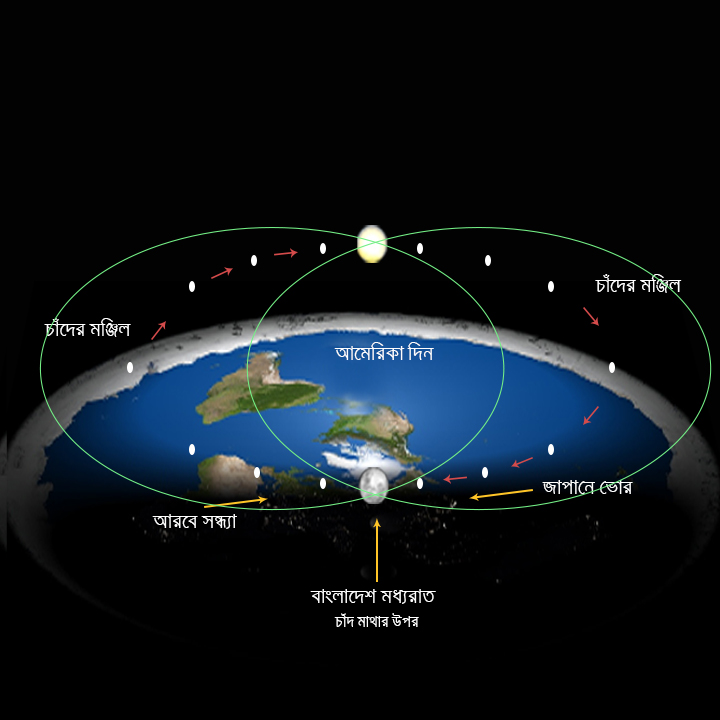 চাঁদের মঞ্জিল
চাঁদের মঞ্জিল
আমেরিকা দিন
জাপানে ভোর
আরবে সন্ধ্যা
বাংলাদেশ মধ্যরাত
চাঁদ মাথার উপর